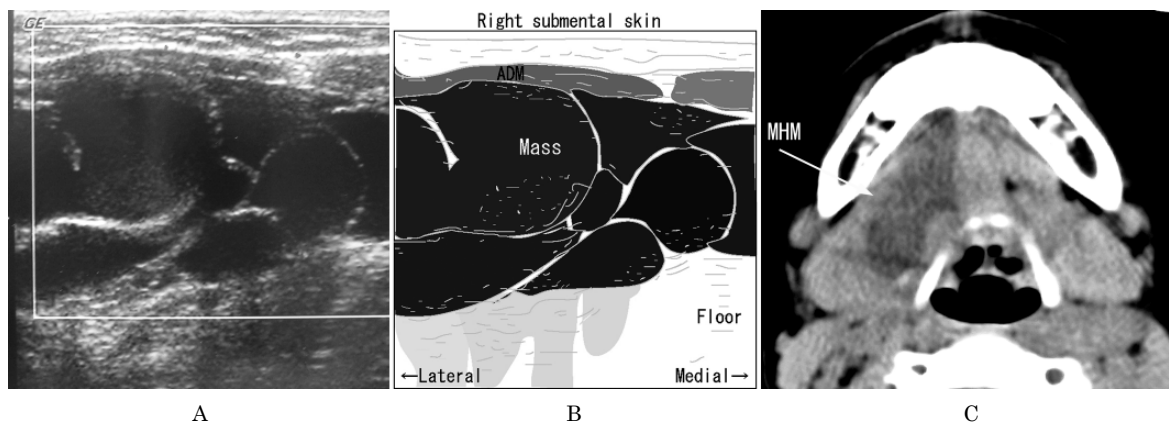 GE
Right submental skin
ADM
Mass
Floor
←Lateral
Medial→
MHM
A
B
C